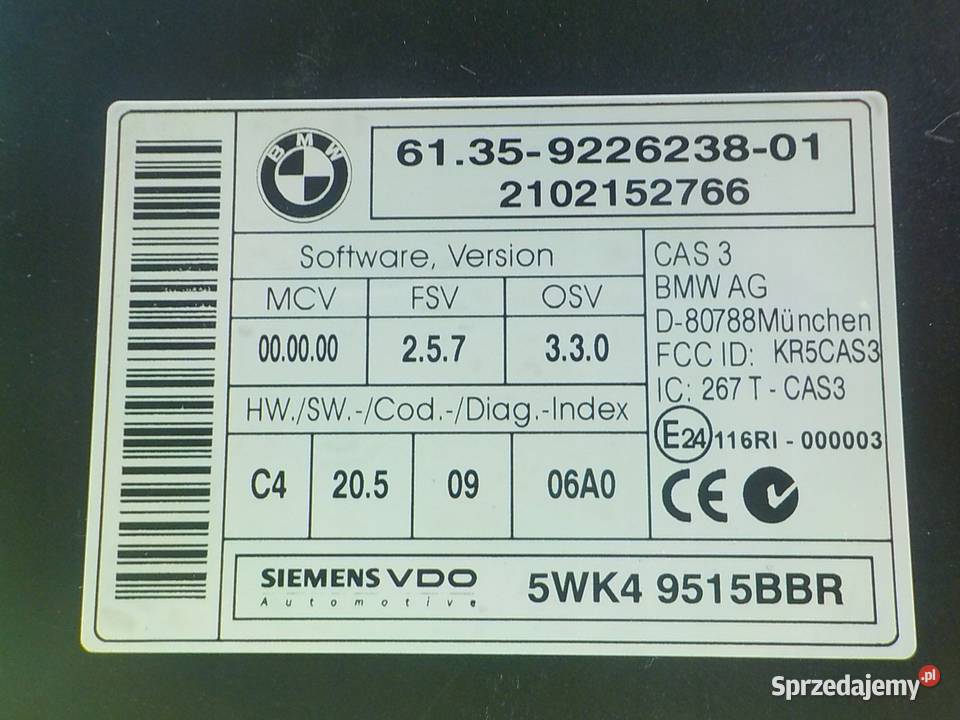 BMW
61.35-9226238-01
2102152766
Software, Version
MCV FSV OSV
00.00.00 2.5.7 3.3.0
HW./SW.-/Cod.-/Diag.-Index
C4 20.5 09 06A0
CAS 3
BMW AG
D-80788München
FCC ID: KR5CAS3
IC: 267 T - CAS3
E24 116RI - 000003
CE
SIEMENS VDO
Automotive
5WK4 9515BBR
Sprzedajemy.pl